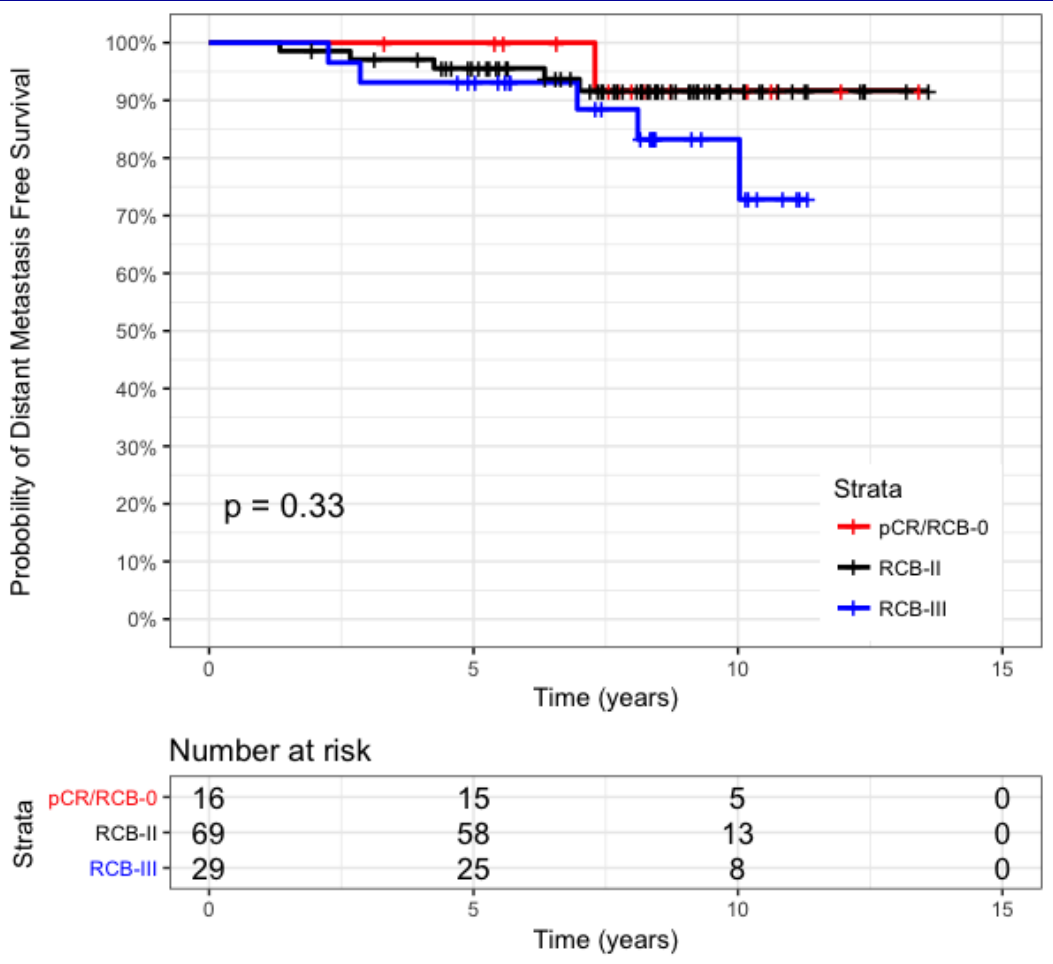 Probobility of Distant Metastasis Free Survival
100%
90%
80%
70%
60%
50%
40%
30%
20%
10%
0%
p = 0.33
Strata
pCR/RCB-0
RCB-II
RCB-III
0 5 10 15
Time (years)
Number at risk
Strata
pCR/RCB-0 16 15 5 0
RCB-II 69 58 13 0
RCB-III 29 25 8 0
0 5 10 15
Time (years)